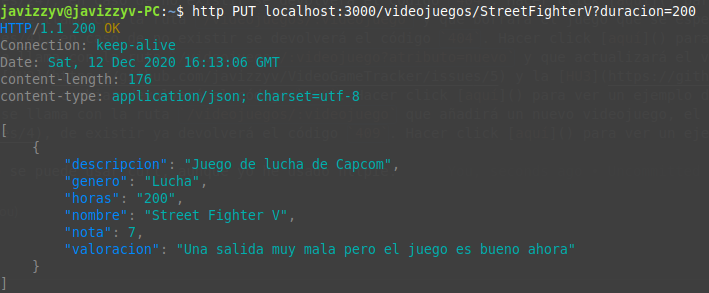 javizzyv@javizzyv-PC:~$ http PUT localhost:3000/videojuegos/StreetFighterV?duracion=200
HTTP/1.1 200 OK
Connection: keep-alive
Date: Sat, 12 Dec 2020 16:13:06 GMT
content-length: 176
content-type: application/json; charset=utf-8
[
    {
        "descripcion": "Juego de lucha de Capcom",
        "genero": "Lucha",
        "horas": "200",
        "nombre": "Street Fighter V",
        "nota": 7,
        "valoracion": "Una salida muy mala pero el juego es bueno ahora"
    }
]